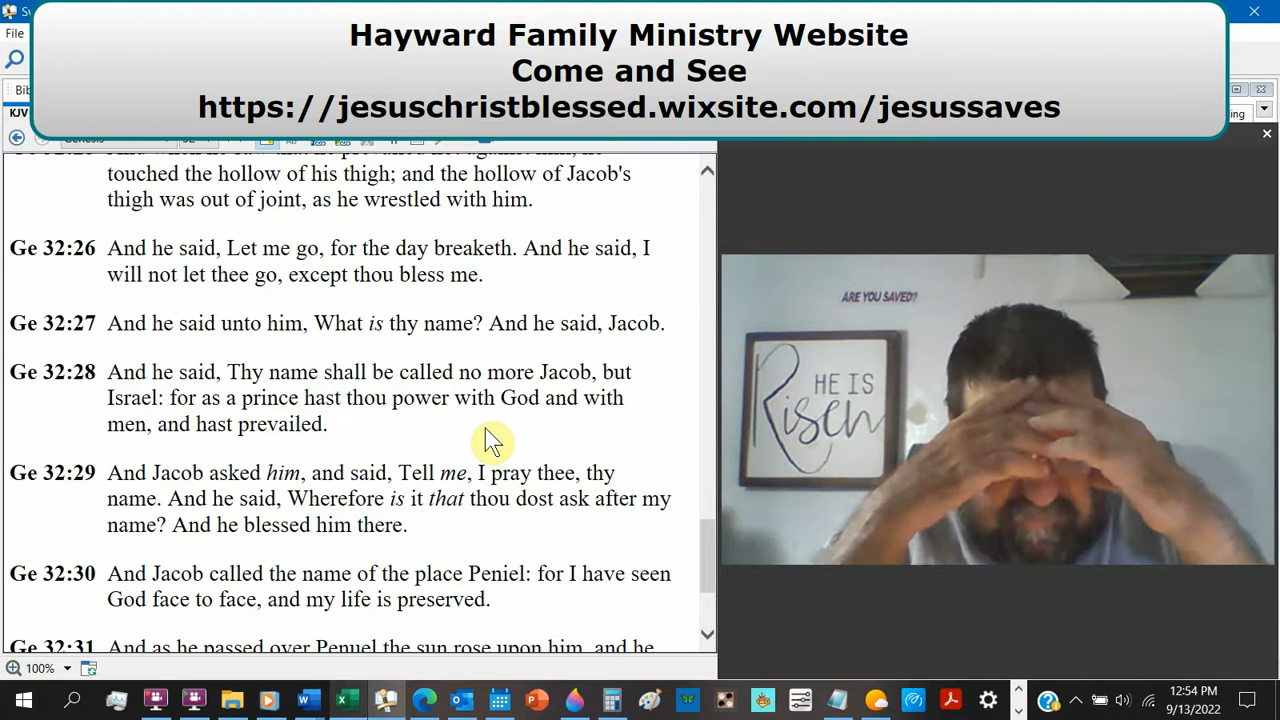 Hayward Family Ministry Website
Come and See
https://jesuschristblessed.wixsite.com/jesussaves
File
Bib
KJV
ing
touched the hollow of his thigh; and the hollow of Jacob's
thigh was out of joint, as he wrestled with him.
Ge 32:26 And he said, Let me go, for the day breaketh. And he said, I
will not let thee go, except thou bless me.
Ge 32:27 And he said unto him, What is thy name? And he said, Jacob.
Ge 32:28 And he said, Thy name shall be called no more Jacob, but
Israel: for as a prince hast thou power with God and with
men, and hast prevailed.
Ge 32:29 And Jacob asked him, and said, Tell me, I pray thee, thy
name. And he said, Wherefore is it that thou dost ask after my
name? And he blessed him there.
Ge 32:30 And Jacob called the name of the place Peniel: for I have seen
God face to face, and my life is preserved.
Ge 32:31 And as he passed over Penuel the sun rose upon him, and he
ARE YOU SAVED?
HE IS
Risen
100%
12:54 PM
9/13/2022